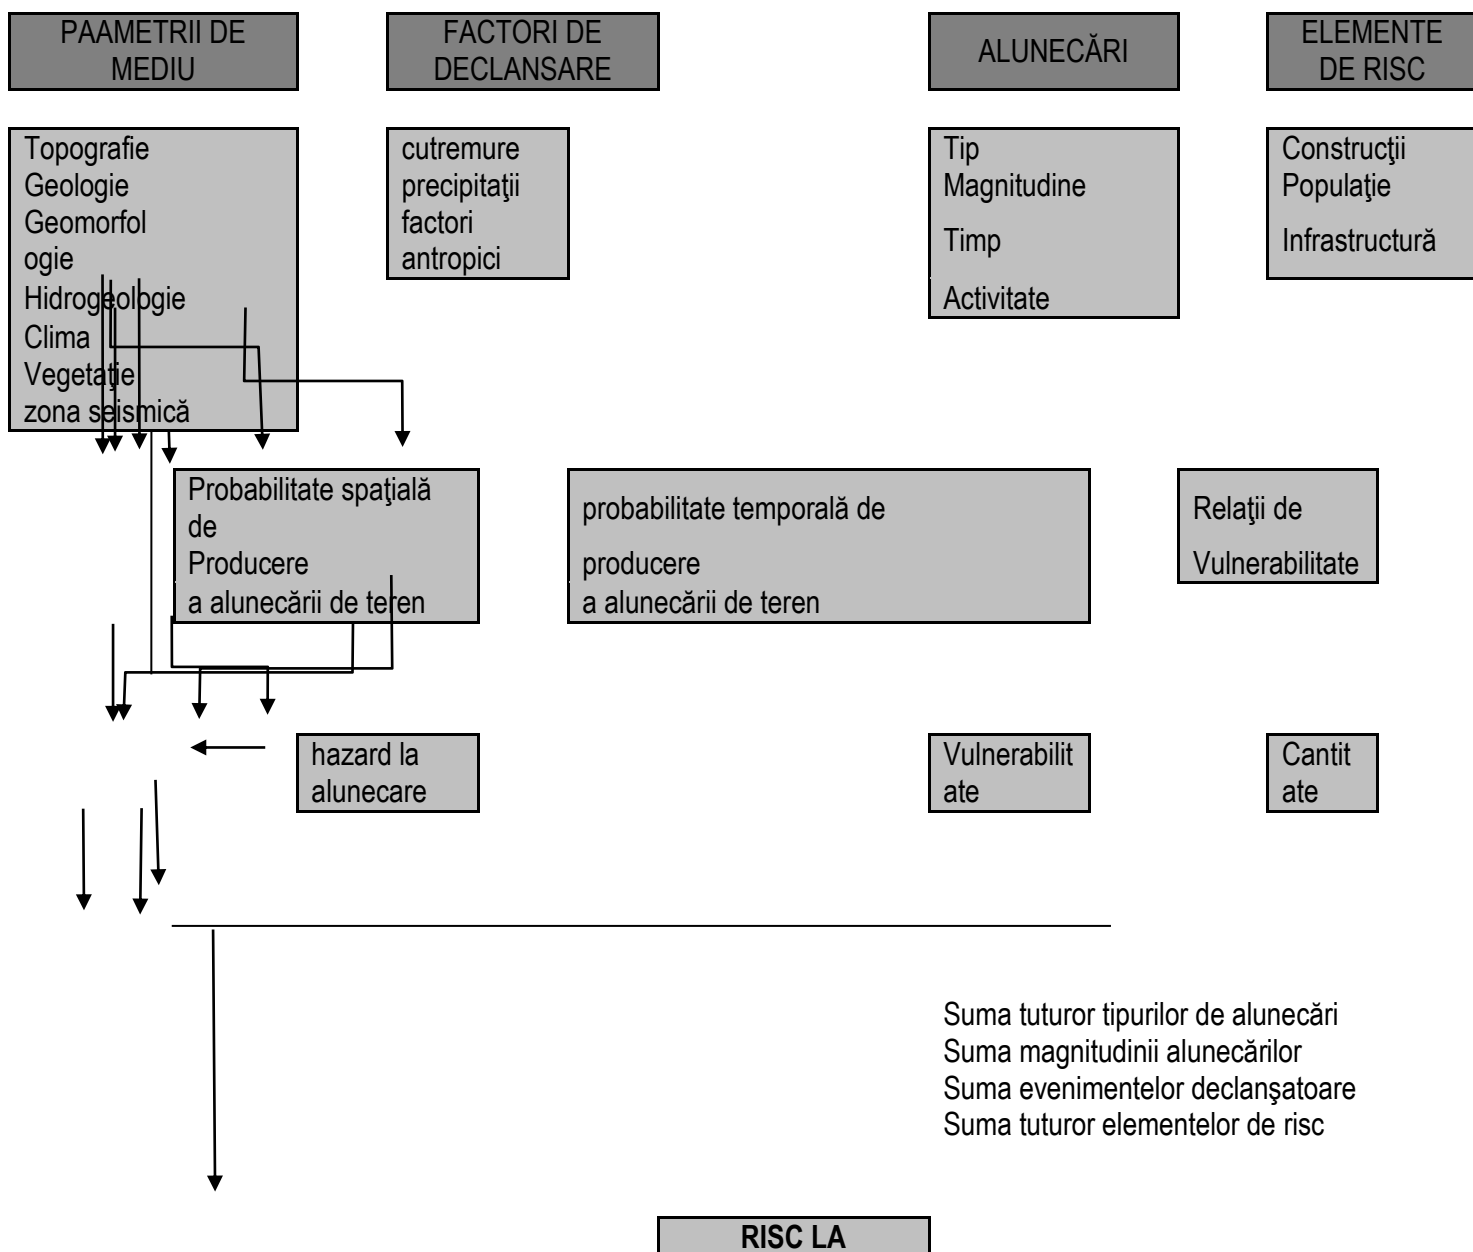 PAAMETRII DE
MEDIU
FACTORI DE
DECLANSARE
ALUNECĂRI
ELEMENTE
DE RISC
Topografie
Geologie
Geomorfol
ogie
Hidrogeologie
Clima
Vegetaţie
zona seismică
cutremure
precipitaţii
factori
antropici
Tip
Magnitudine
Timp
Activitate
Construcţii
Populaţie
Infrastructură
Probabilitate spaţială
de
Producere
a alunecării de teren
probabilitate temporală de
producere
a alunecării de teren
Relaţii de
Vulnerabilitate
hazard la
alunecare
Vulnerabilit
ate
Cantit
ate
Suma tuturor tipurilor de alunecări
Suma magnitudinii alunecărilor
Suma evenimentelor declanşatoare
Suma tuturor elementelor de risc
RISC LA